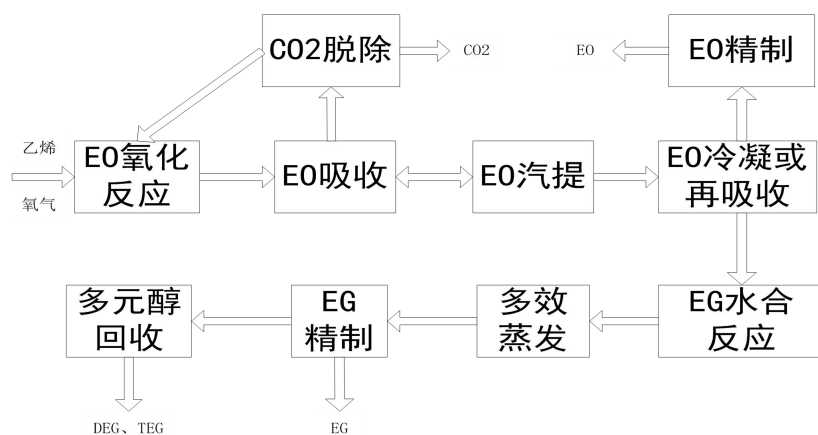 CO2脱除
CO2
EO
EO精制
乙烯
氧气
EO氧化
反应
EO吸收
EO汽提
EO冷凝或
再吸收
多元醇
回收
EG
精制
多效
蒸发
EG水合
反应
DEG、TEG
EG